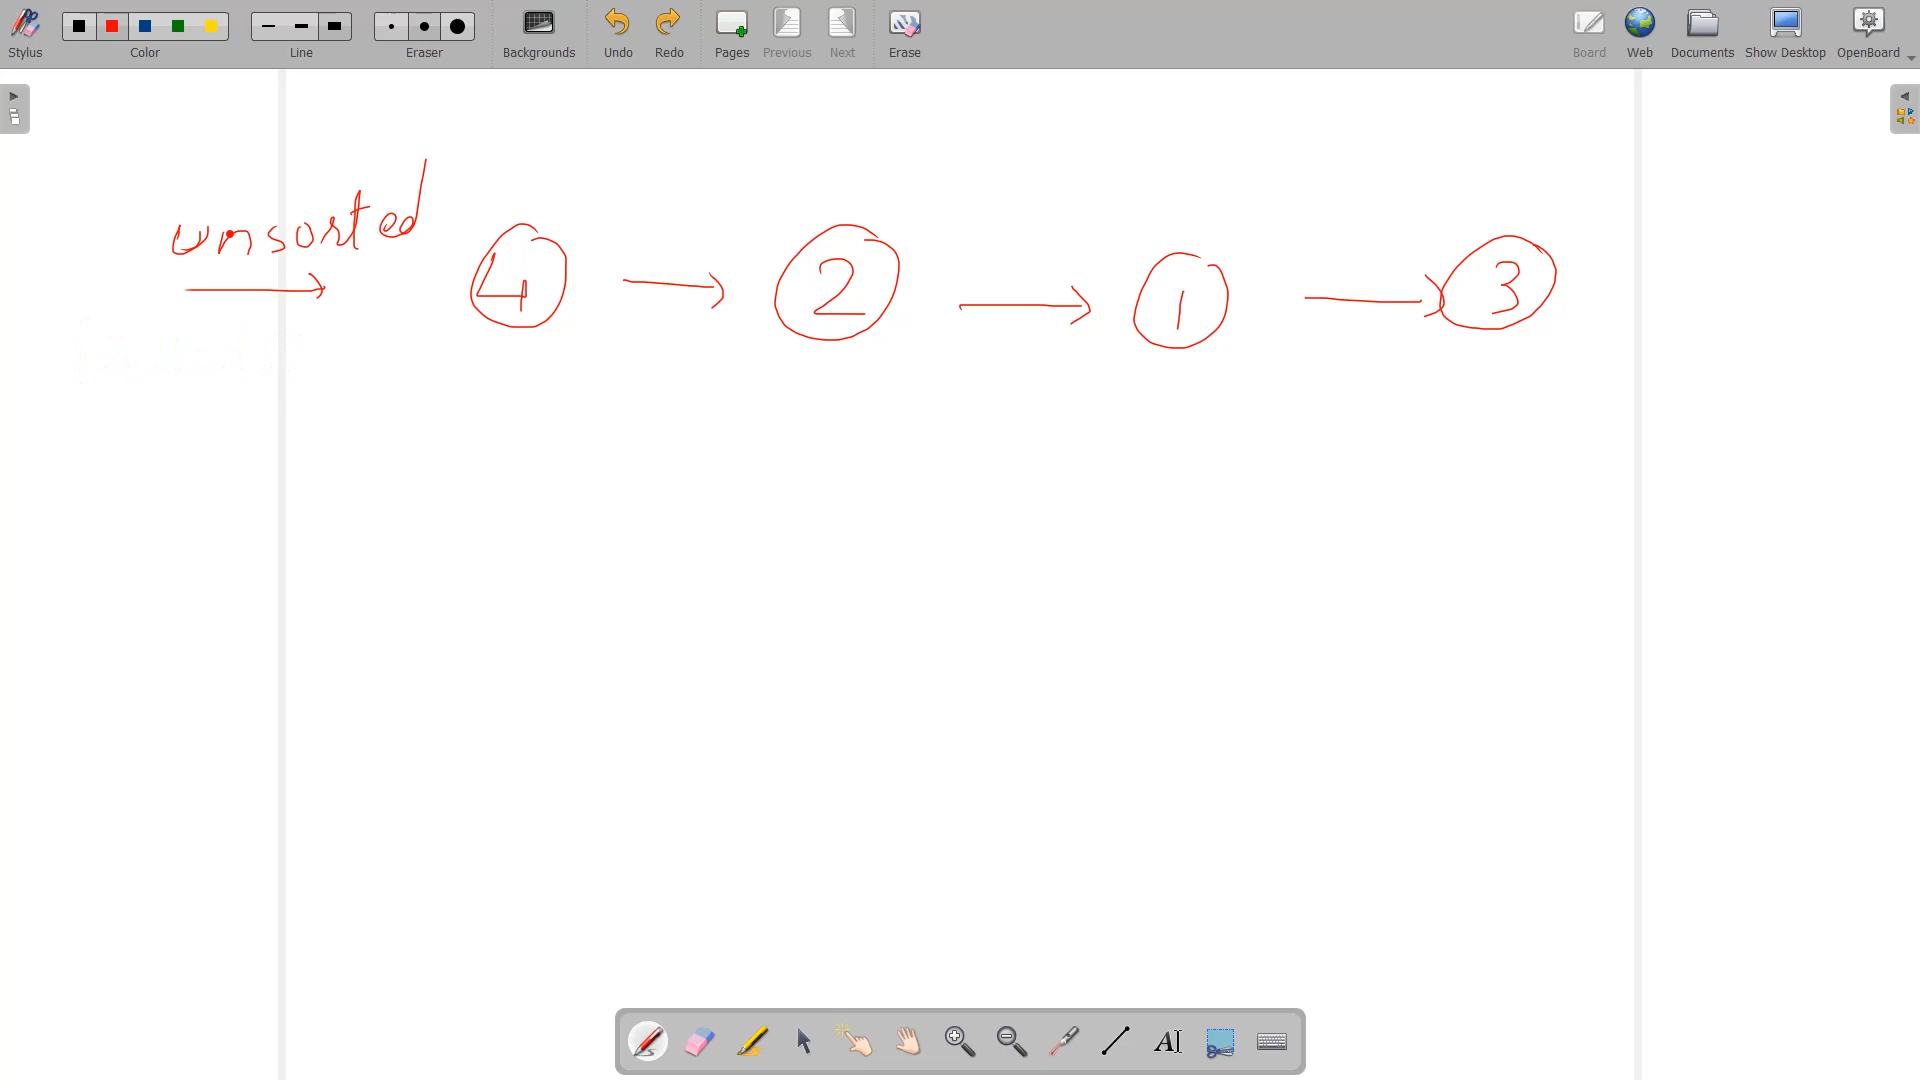 Stylus Color Line Eraser Backgrounds Undo Redo Pages Previous Next Erase Board Web Documents Show Desktop OpenBoard
unsorted
4 → 2 → 1 → 3
AI